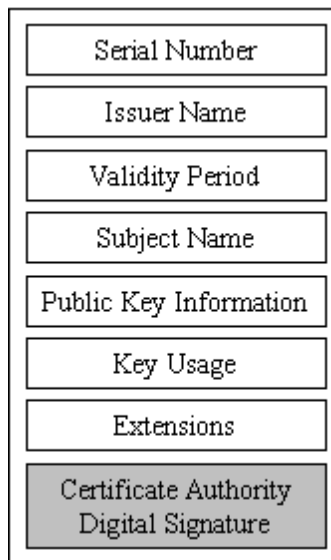 Serial Number
Issuer Name
Validity Period
Subject Name
Public Key Information
Key Usage
Extensions
Certificate Authority
Digital Signature